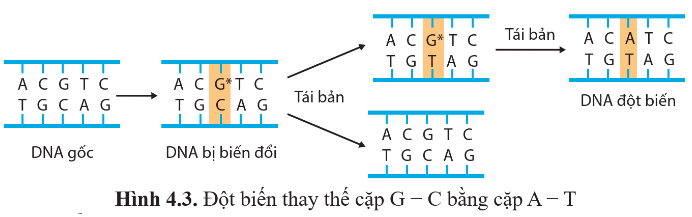 A C G T C
T G C A G
DNA gốc
A C G* T C
T G C A G
DNA bị biến đổi
Tái bản
A C G* T C
T G T A G
A C G T C
T G C A G
Tái bản
A C A T C
T G T A G
DNA đột biến
Hình 4.3. Đột biến thay thế cặp G – C bằng cặp A – T